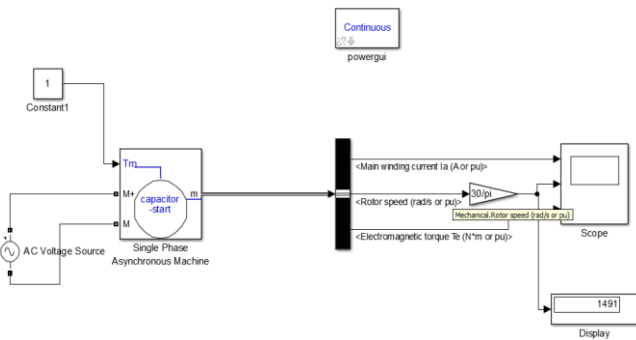 Continuous
powergui
1
Constant1
Tm
M+
M
m
capacitor
-start
Single Phase
Asynchronous Machine
AC Voltage Source
<Main winding current Ia (A or pu)>
<Rotor speed (rad/s or pu)>
30/pi
Mechanical.Rotor speed (rad/s or pu)
<Electromagnetic torque Te (N*m or pu)>
Scope
1491
Display